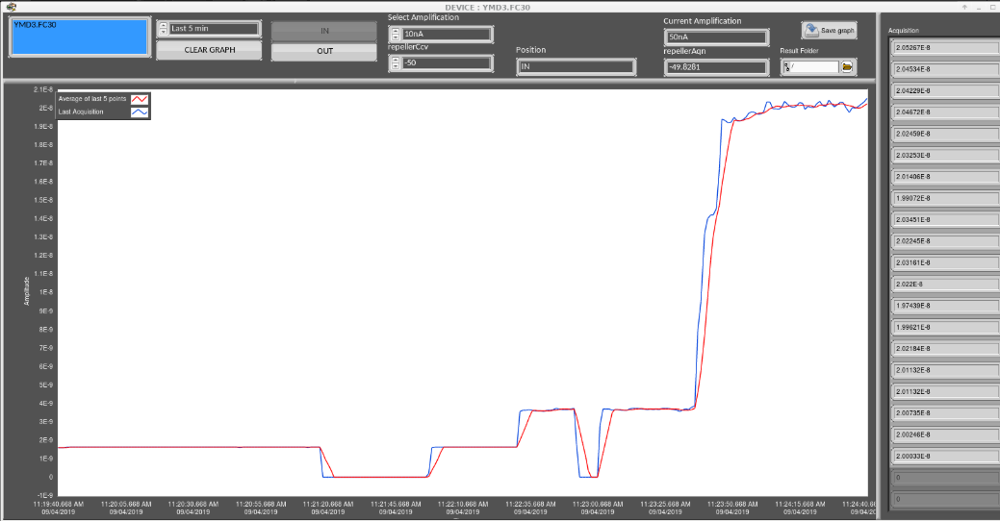 DEVICE : YMD3.FC30
YMD3.FC30
Last 5 min
CLEAR GRAPH
IN
OUT
Select Amplification
10nA
repellerCcv
-50
Position
IN
Current Amplification
50nA
repellerAqn
-49.8281
Save graph
Result Folder
/
Acquisition
2.05267E-8
2.04534E-8
2.04229E-8
2.04672E-8
2.02459E-8
2.03253E-8
2.01406E-8
1.99072E-8
2.03451E-8
2.02245E-8
2.03161E-8
2.022E-8
1.97439E-8
1.99621E-8
2.02184E-8
2.01132E-8
2.01132E-8
2.00735E-8
2.00246E-8
2.00033E-8
0
0
Average of last 5 points
Last Acquisition
Amplitude
2.1E-8
2E-8
1.9E-8
1.8E-8
1.7E-8
1.6E-8
1.5E-8
1.4E-8
1.3E-8
1.2E-8
1.1E-8
1E-8
9E-9
8E-9
7E-9
6E-9
5E-9
4E-9
3E-9
2E-9
1E-9
0
-1E-9
11:19:40.668 AM 11:20:05.668 AM 11:20:30.668 AM 11:20:55.668 AM 11:21:20.668 AM 11:21:45.668 AM 11:22:10.668 AM 11:22:35.668 AM 11:23:00.668 AM 11:23:25.668 AM 11:23:50.668 AM 11:24:15.668 AM 11:24:40.6
09/04/2019 09/04/2019 09/04/2019 09/04/2019 09/04/2019 09/04/2019 09/04/2019 09/04/2019 09/04/2019 09/04/2019 09/04/2019 09/04/2019 09/04/2